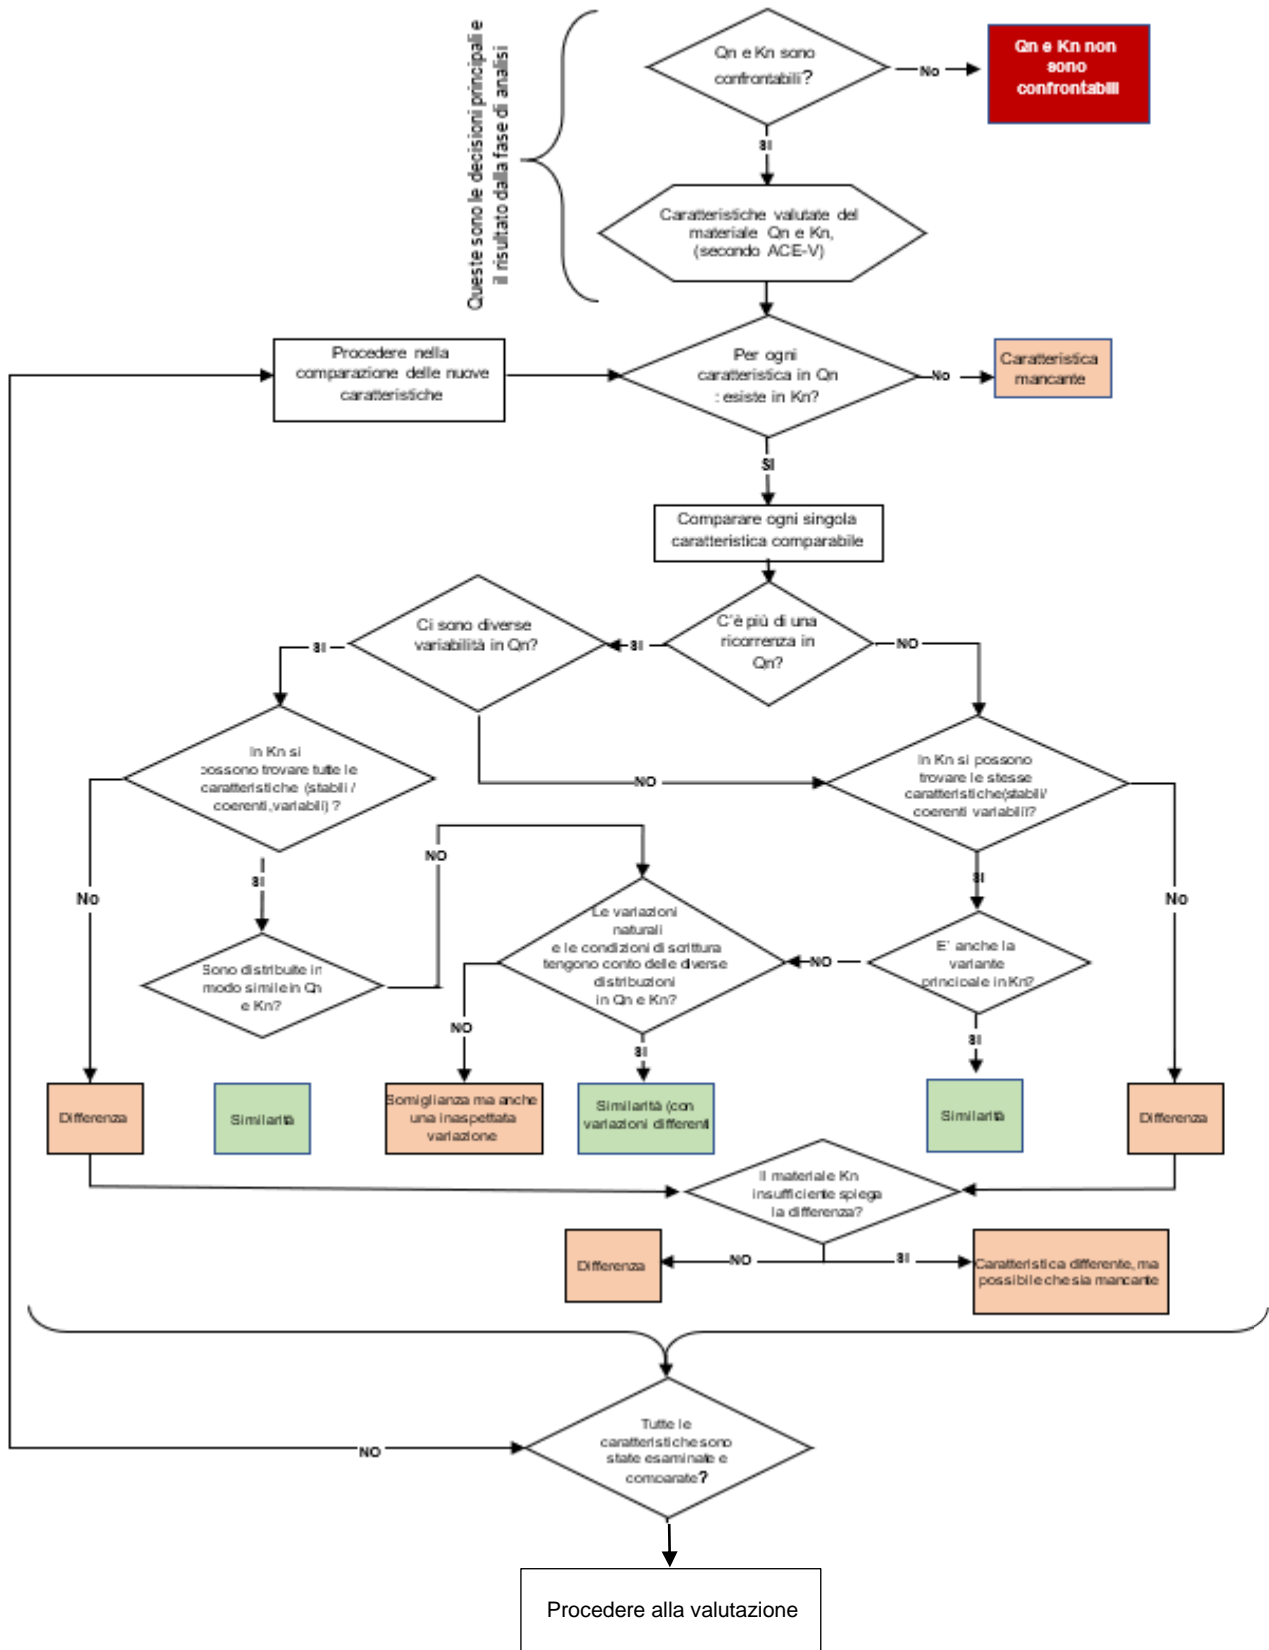 Queste sono le decisioni principali e
il risultato dalla fase di analisi
Qn e Kn sono
confrontabili?
No
Qn e Kn non
sono
confrontabili
SI
Caratteristiche valutate del
materiale Qn e Kn,
(secondo ACE-V)
Procedere nella
comparazione delle nuove
caratteristiche
Per ogni
caratteristica in Qn
: esiste in Kn?
No
Caratteristica
mancante
SI
Comparare ogni singola
caratteristica comparabile
Ci sono diverse
variabilità in Qn?
C'è più di una
ricorrenza in
Qn?
SI
SI
NO
In Kn si
possono trovare tutte le
caratteristiche (stabili /
coerenti,variabili) ?
NO
In Kn si possono
trovare le stesse
caratteristiche(stabili/
coerenti variabili?
NO
SI
SI
No
No
Le variazioni
naturali
e le condizioni di scrittura
tengono conto delle diverse
distribuzioni
in Qn e Kn?
E' anche la
variante
principale in Kn?
NO
Sono distribuite in
modo simile in Qn
e Kn?
NO
SI
SI
Differenza
Similarità
Somiglianza ma anche
una inaspettata
variazione
Similarità (con
variazioni differenti
Similarità
Differenza
Il materiale Kn
insufficiente spiega
la differenza?
Differenza
NO
SI
Caratteristica differente, ma
possibile che sia mancante
Tutte le
caratteristiche sono
state esaminate e
comparate?
NO
Procedere alla valutazione